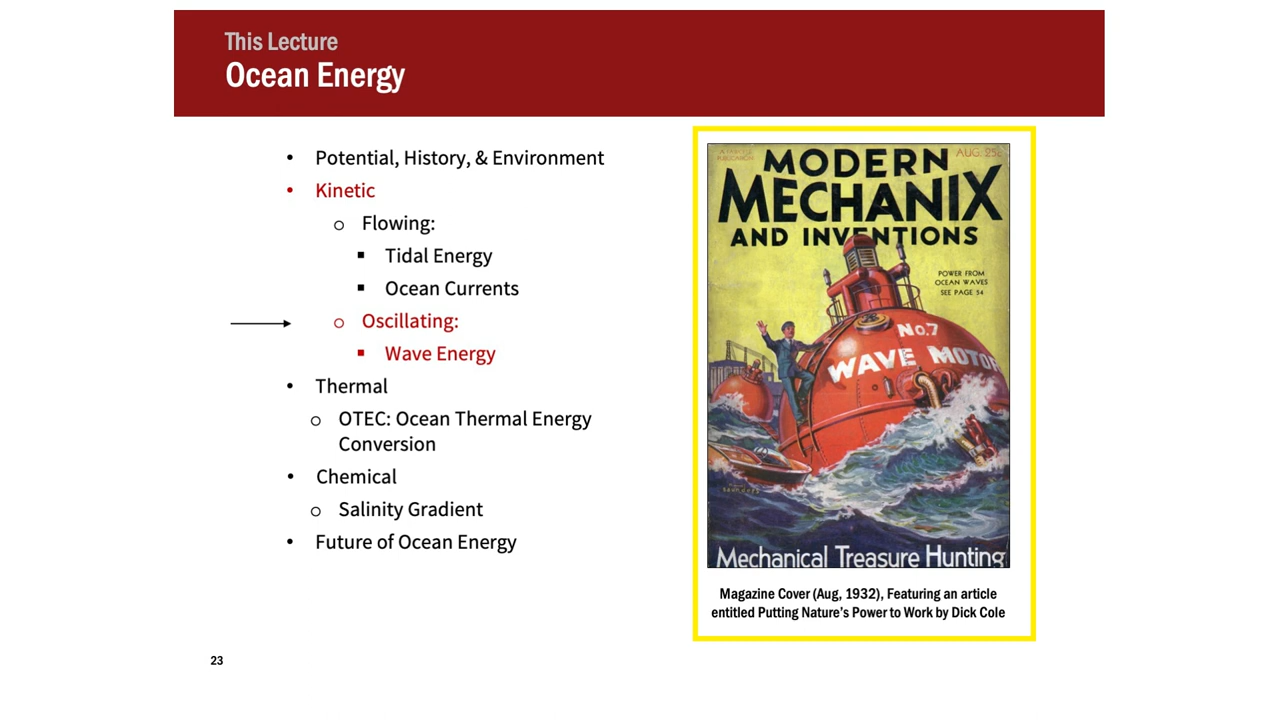 This Lecture
Ocean Energy
• Potential, History, & Environment
• Kinetic
o Flowing:
▪ Tidal Energy
▪ Ocean Currents
o Oscillating:
▪ Wave Energy
• Thermal
o OTEC: Ocean Thermal Energy
Conversion
• Chemical
o Salinity Gradient
• Future of Ocean Energy
A FAWCETT
PUBLICATION
AUG. 25c
MODERN
MECHANIX
AND INVENTIONS
POWER FROM
OCEAN WAVES
SEE PAGE 54
No.7
WAVE MOTOR
Mechanical Treasure Hunting
Magazine Cover (Aug, 1932), Featuring an article
entitled Putting Nature's Power to Work by Dick Cole
23